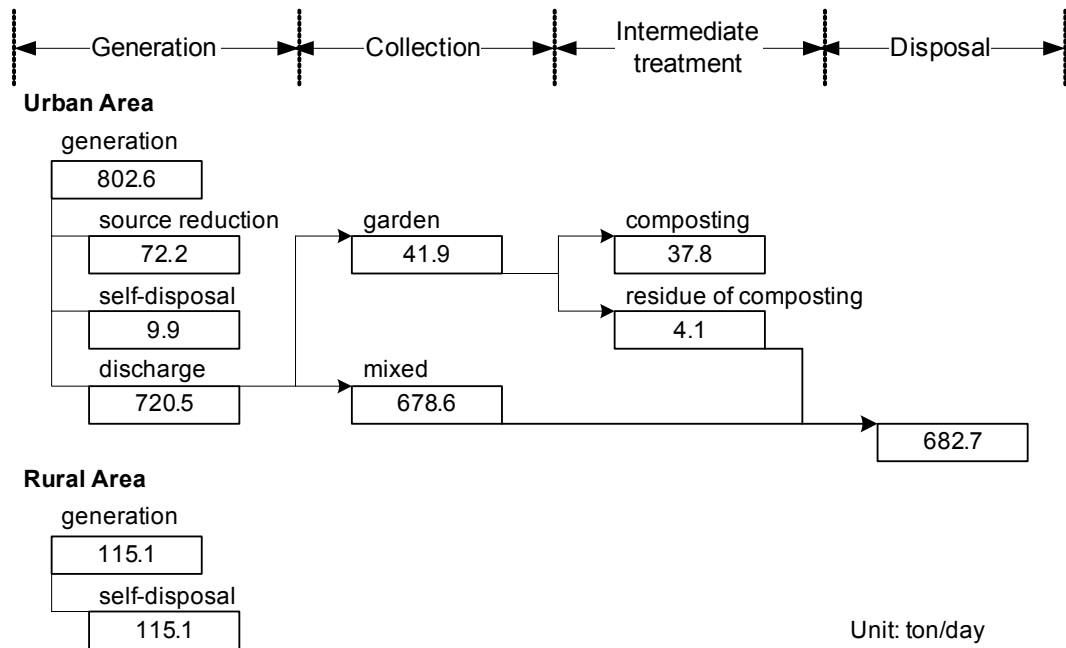 Generation
Collection
Intermediate
treatment
Disposal
Urban Area
generation
802.6
source reduction
72.2
garden
41.9
composting
37.8
self-disposal
9.9
residue of composting
4.1
discharge
720.5
mixed
678.6
682.7
Rural Area
generation
115.1
self-disposal
115.1
Unit: ton/day